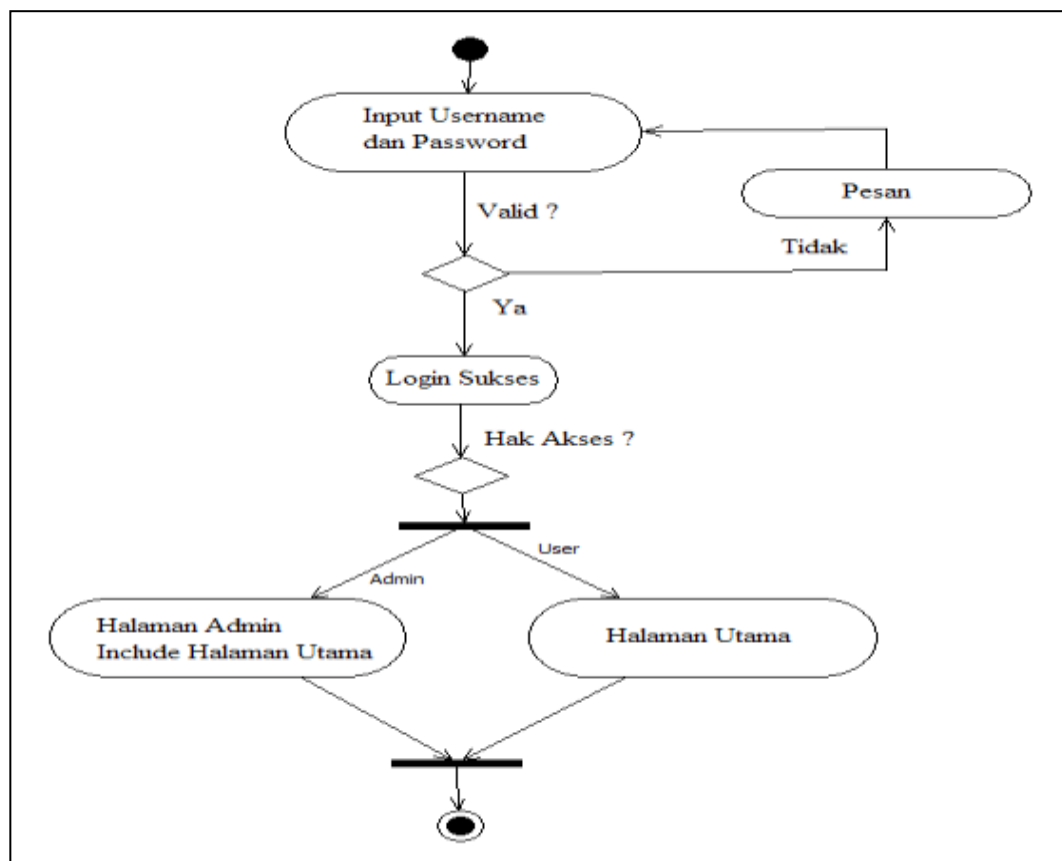 Input Username
dan Password
Pesan
Valid ?
Tidak
Ya
Login Sukses
Hak Akses ?
User
Admin
Halaman Admin
Include Halaman Utama
Halaman Utama